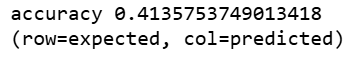 accuracy 0.4135753749013418
(row=expected, col=predicted)